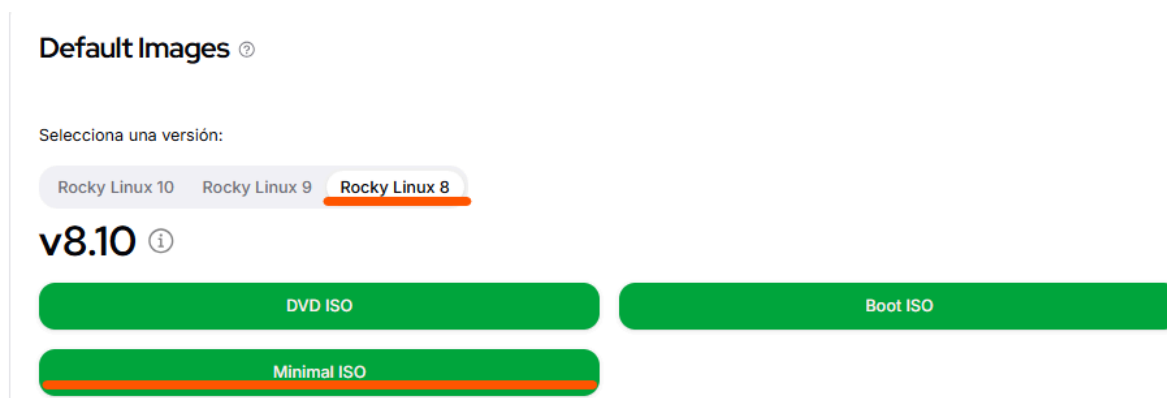 Default Images
Selecciona una versión:
Rocky Linux 10 Rocky Linux 9 Rocky Linux 8
v8.10
DVD ISO Boot ISO
Minimal ISO